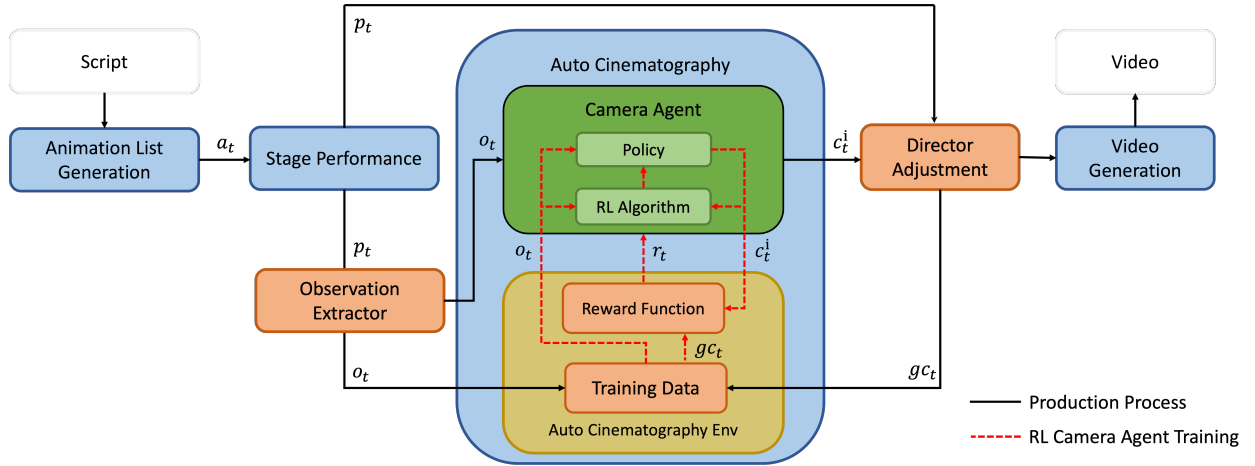 Script
Animation List
Generation
a_t
Stage Performance
p_t
p_t
Observation
Extractor
o_t
o_t
Auto Cinematography
Camera Agent
Policy
RL Algorithm
o_t
r_t
c_t^i
Reward Function
gc_t
Training Data
Auto Cinematography Env
c_t^i
Director
Adjustment
gc_t
Video
Video
Generation
Production Process
RL Camera Agent Training